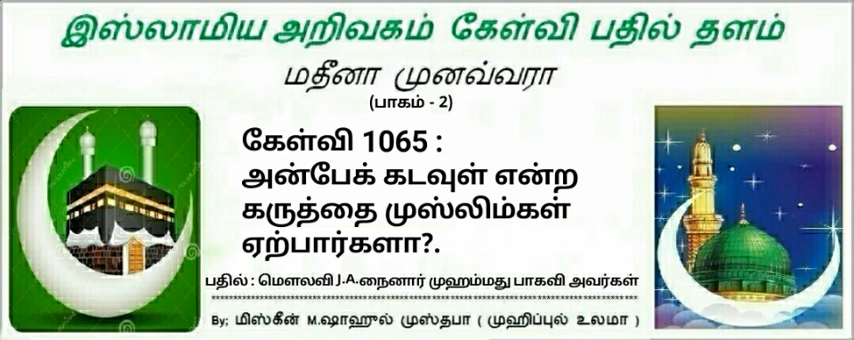 இஸ்லாமிய அறிவகம் கேள்வி பதில் தளம்
மதீனா முனவ்வரா
(பாகம் - 2)
கேள்வி 1065 :
அன்பேக் கடவுள் என்ற
கருத்தை முஸ்லிம்கள்
ஏற்பார்களா?.
பதில் : மௌலவி J.A.நைனார் முஹம்மது பாகவி அவர்கள்
By; மிஸ்கீன் M.ஷாஹுல் முஸ்தபா ( முஹிப்புல் உலமா )